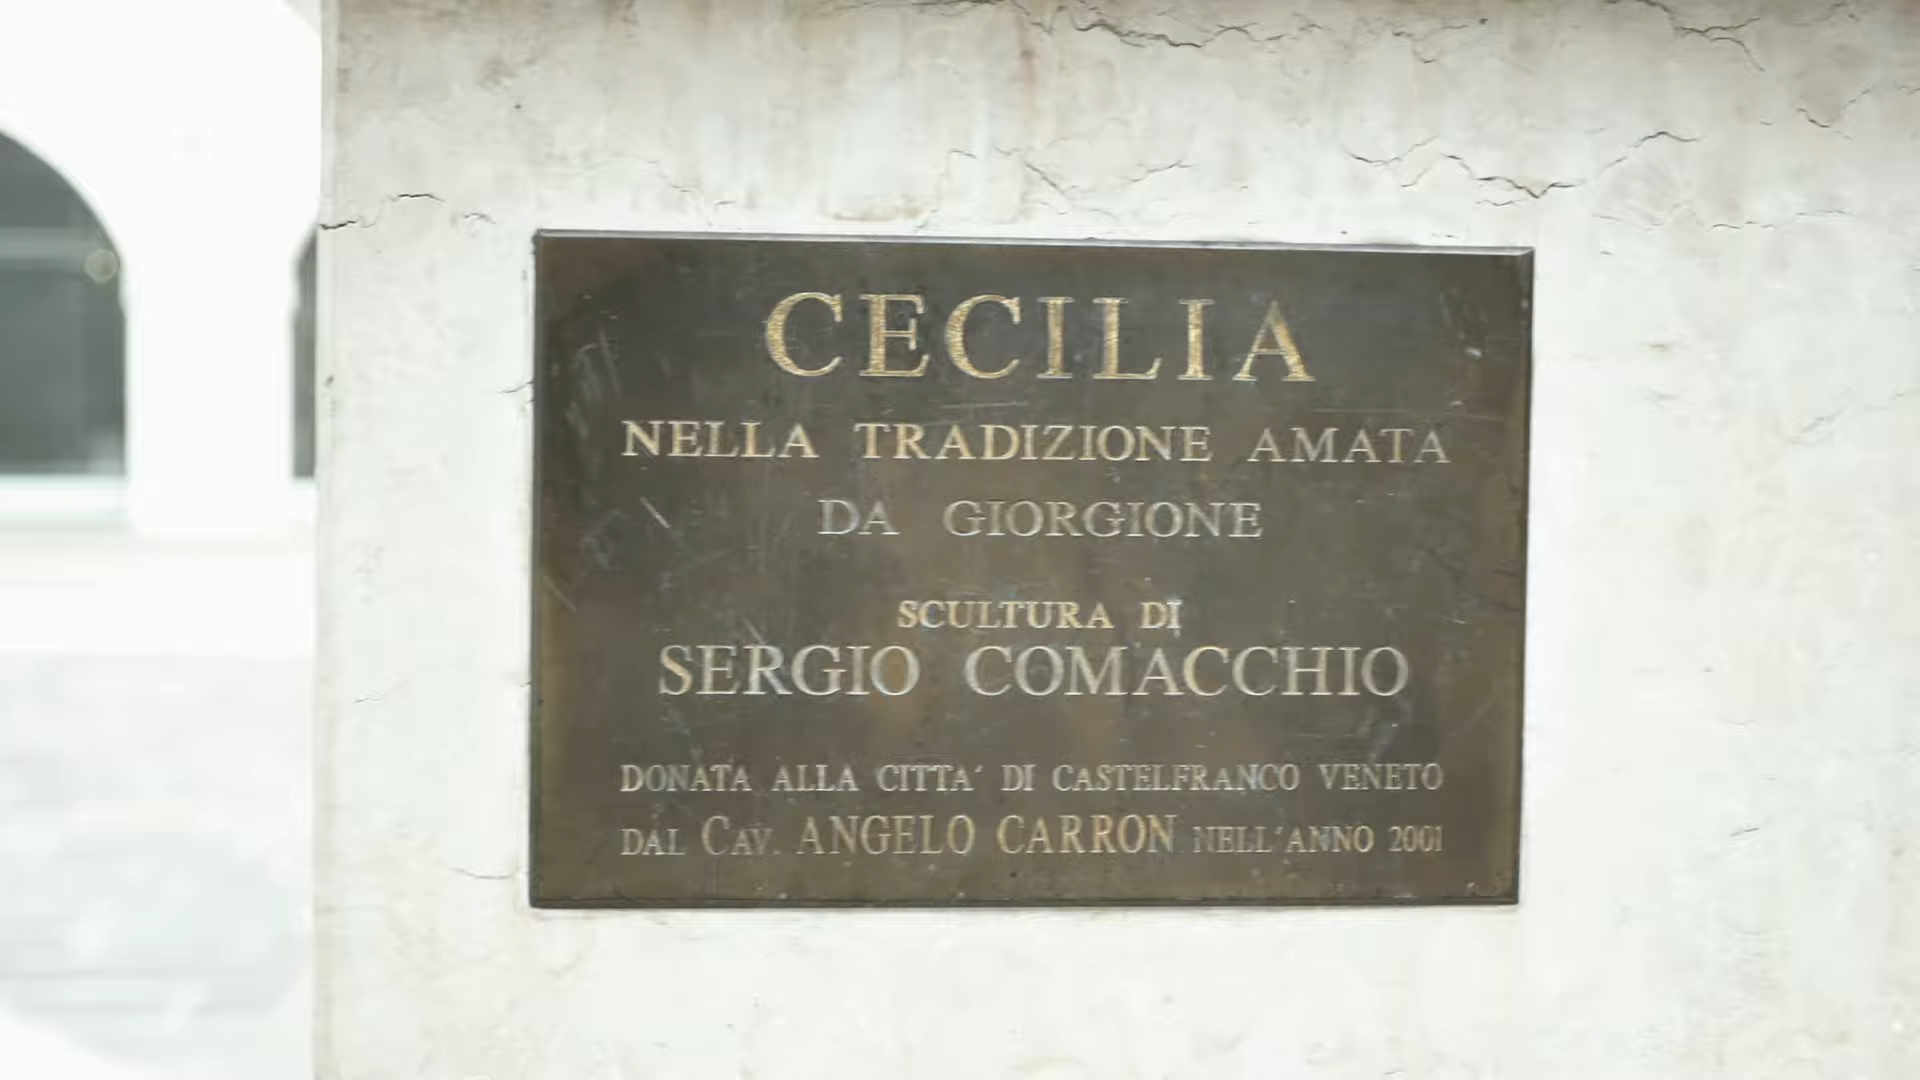 CECILIA
NELLA TRADIZIONE AMATA
DA GIORGIONE
SCULTURA DI
SERGIO COMACCHIO
DONATA ALLA CITTA' DI CASTELFRANCO VENETO
DAL CAV. ANGELO CARRON NELL'ANNO 2001